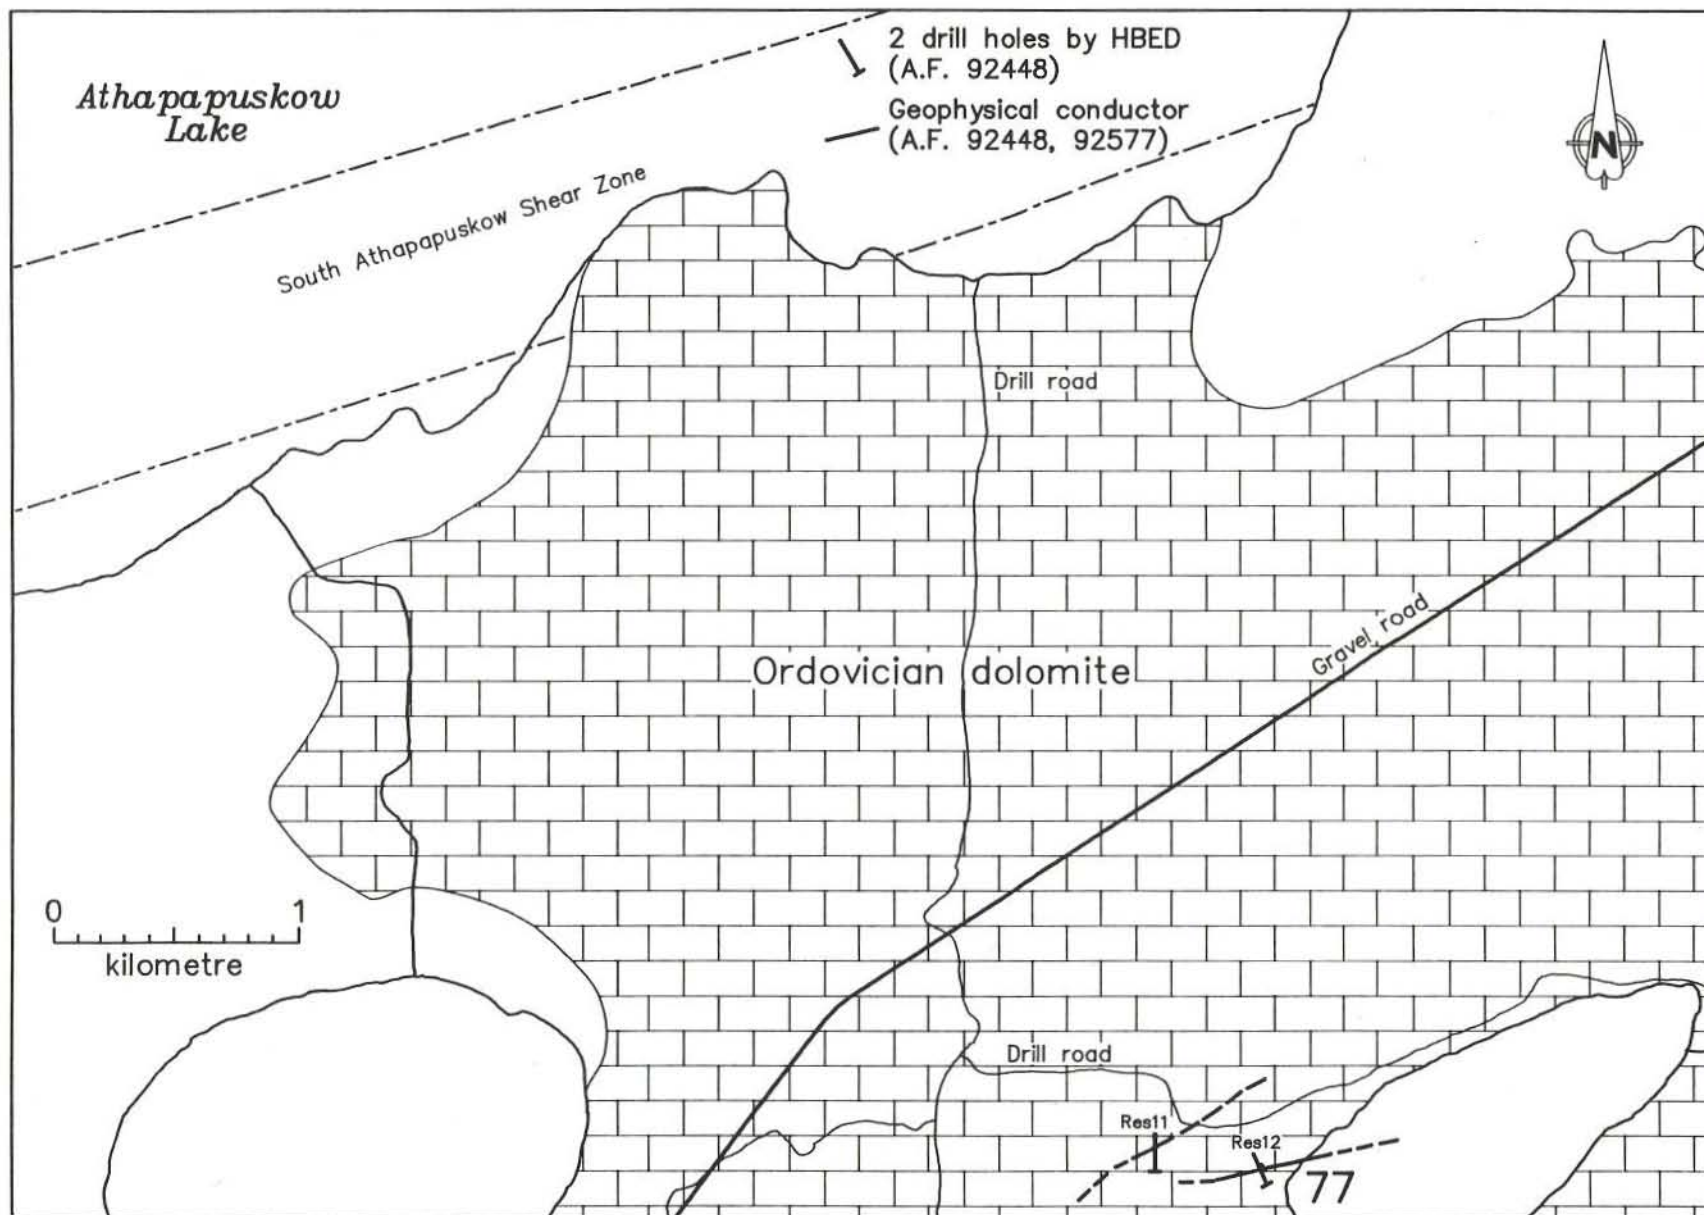 2 drill holes by HBED
(A.F. 92448)
Athapapuskow
Lake
Geophysical conductor
(A.F. 92448, 92577)
N
South Athapapuskow Shear Zone
Drill road
Gravel road
Ordovician dolomite
0 1
kilometre
Drill road
Res11
Res12
77